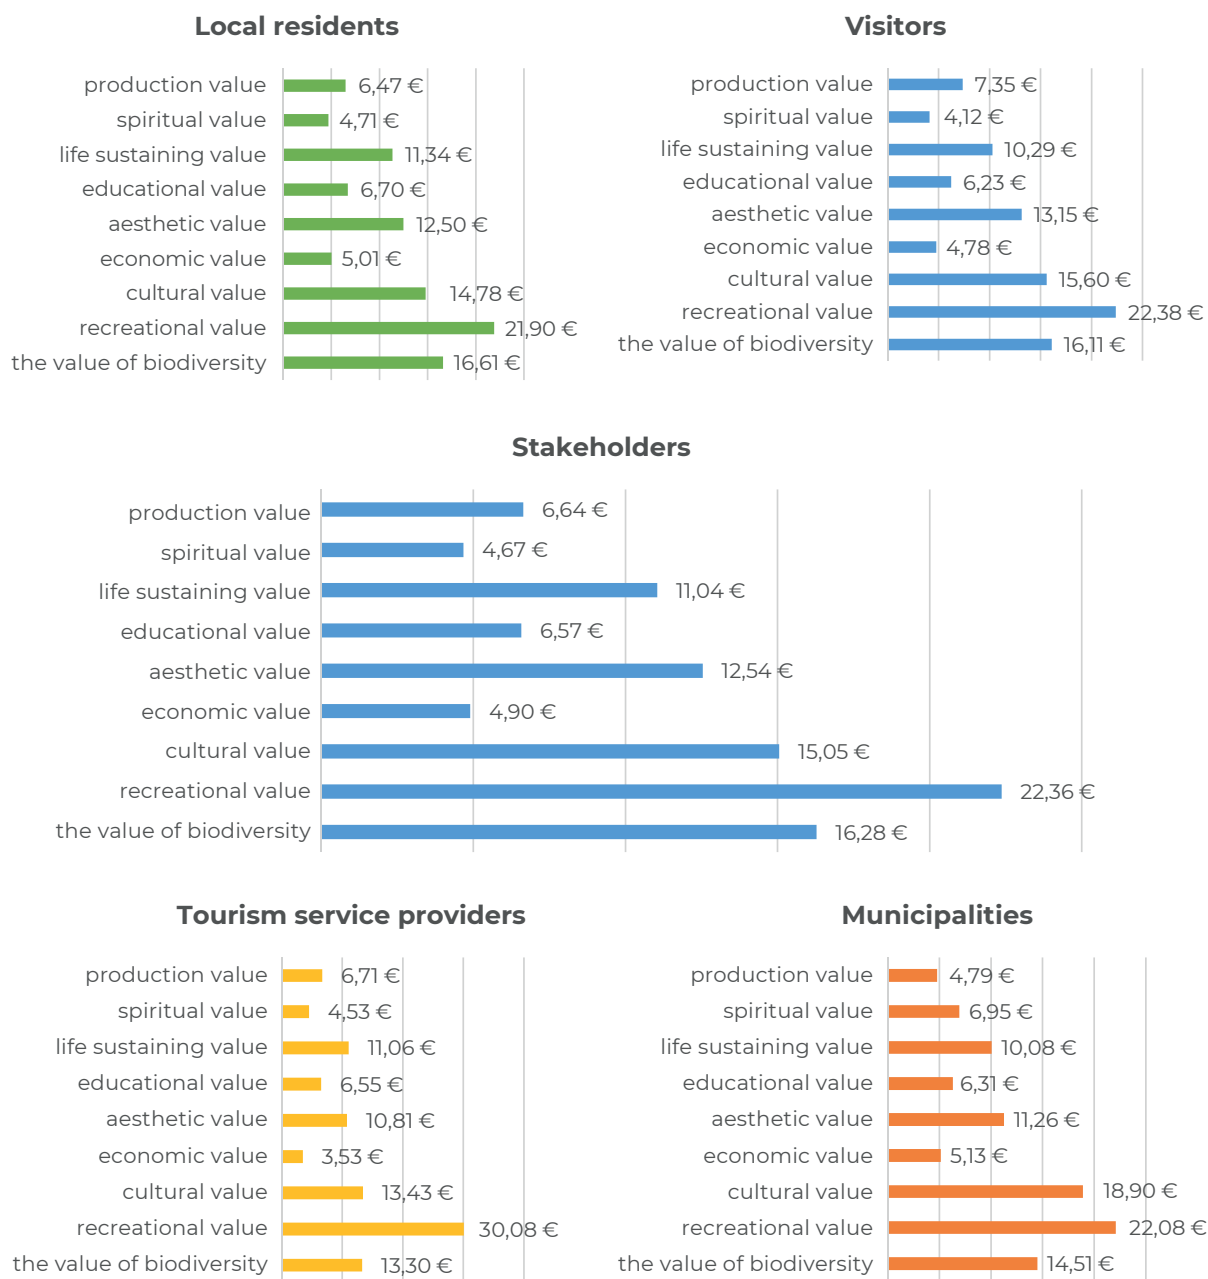 Local residents
production value 6,47 €
spiritual value 4,71 €
life sustaining value 11,34 €
educational value 6,70 €
aesthetic value 12,50 €
economic value 5,01 €
cultural value 14,78 €
recreational value 21,90 €
the value of biodiversity 16,61 €
Visitors
production value 7,35 €
spiritual value 4,12 €
life sustaining value 10,29 €
educational value 6,23 €
aesthetic value 13,15 €
economic value 4,78 €
cultural value 15,60 €
recreational value 22,38 €
the value of biodiversity 16,11 €
Stakeholders
production value 6,64 €
spiritual value 4,67 €
life sustaining value 11,04 €
educational value 6,57 €
aesthetic value 12,54 €
economic value 4,90 €
cultural value 15,05 €
recreational value 22,36 €
the value of biodiversity 16,28 €
Tourism service providers
production value 6,71 €
spiritual value 4,53 €
life sustaining value 11,06 €
educational value 6,55 €
aesthetic value 10,81 €
economic value 3,53 €
cultural value 13,43 €
recreational value 30,08 €
the value of biodiversity 13,30 €
Municipalities
production value 4,79 €
spiritual value 6,95 €
life sustaining value 10,08 €
educational value 6,31 €
aesthetic value 11,26 €
economic value 5,13 €
cultural value 18,90 €
recreational value 22,08 €
the value of biodiversity 14,51 €